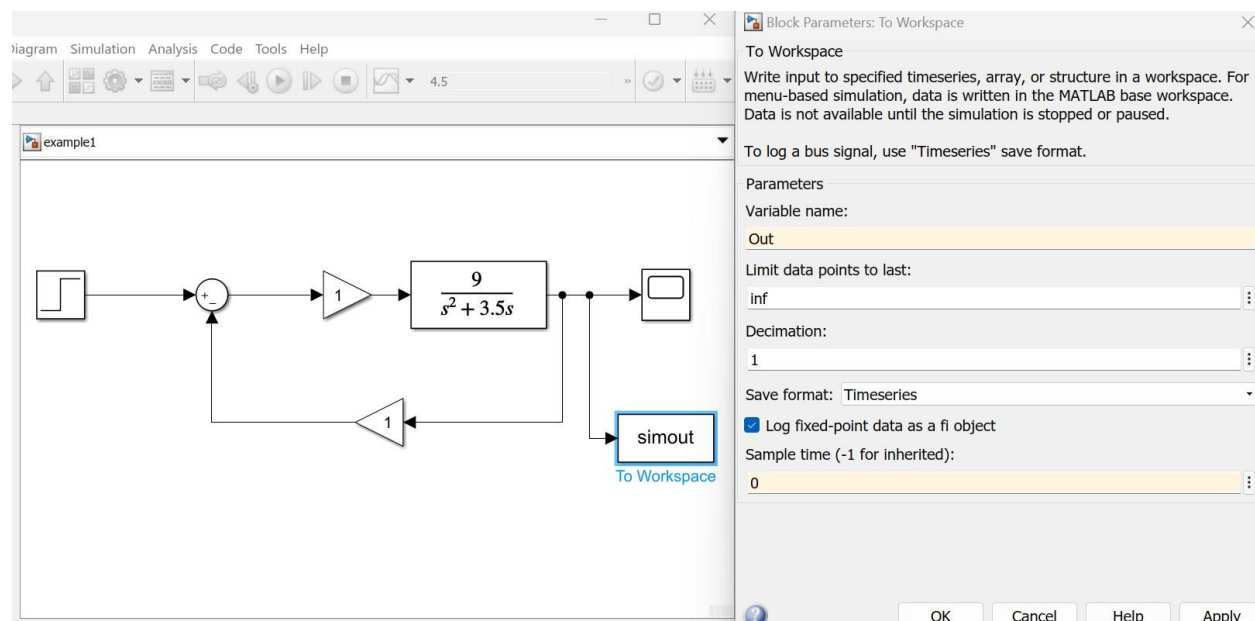 Diagram Simulation Analysis Code Tools Help
4.5
»
example1
+
_
1
9
s² + 3.5s
1
simout
To Workspace
Block Parameters: To Workspace
To Workspace
Write input to specified timeseries, array, or structure in a workspace. For
menu-based simulation, data is written in the MATLAB base workspace.
Data is not available until the simulation is stopped or paused.
To log a bus signal, use "Timeseries" save format.
Parameters
Variable name:
Out
Limit data points to last:
inf
Decimation:
1
Save format: Timeseries
Log fixed-point data as a fi object
Sample time (-1 for inherited):
0
?
OK Cancel Help Apply